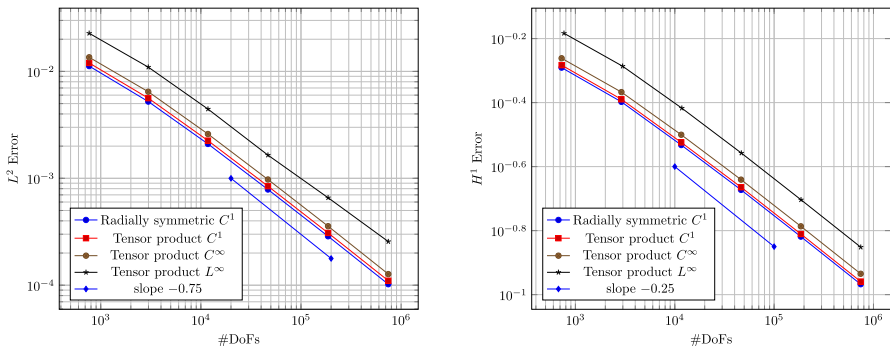 10^{-2}
10^{-3}
10^{-4}
L^2 Error
10^3
10^4
10^5
10^6
#DoFs
Radially symmetric C^1
Tensor product C^1
Tensor product C^∞
Tensor product L^∞
slope −0.75
10^{-0.2}
10^{-0.4}
10^{-0.6}
10^{-0.8}
10^{-1}
H^1 Error
10^3
10^4
10^5
10^6
#DoFs
Radially symmetric C^1
Tensor product C^1
Tensor product C^∞
Tensor product L^∞
slope −0.25